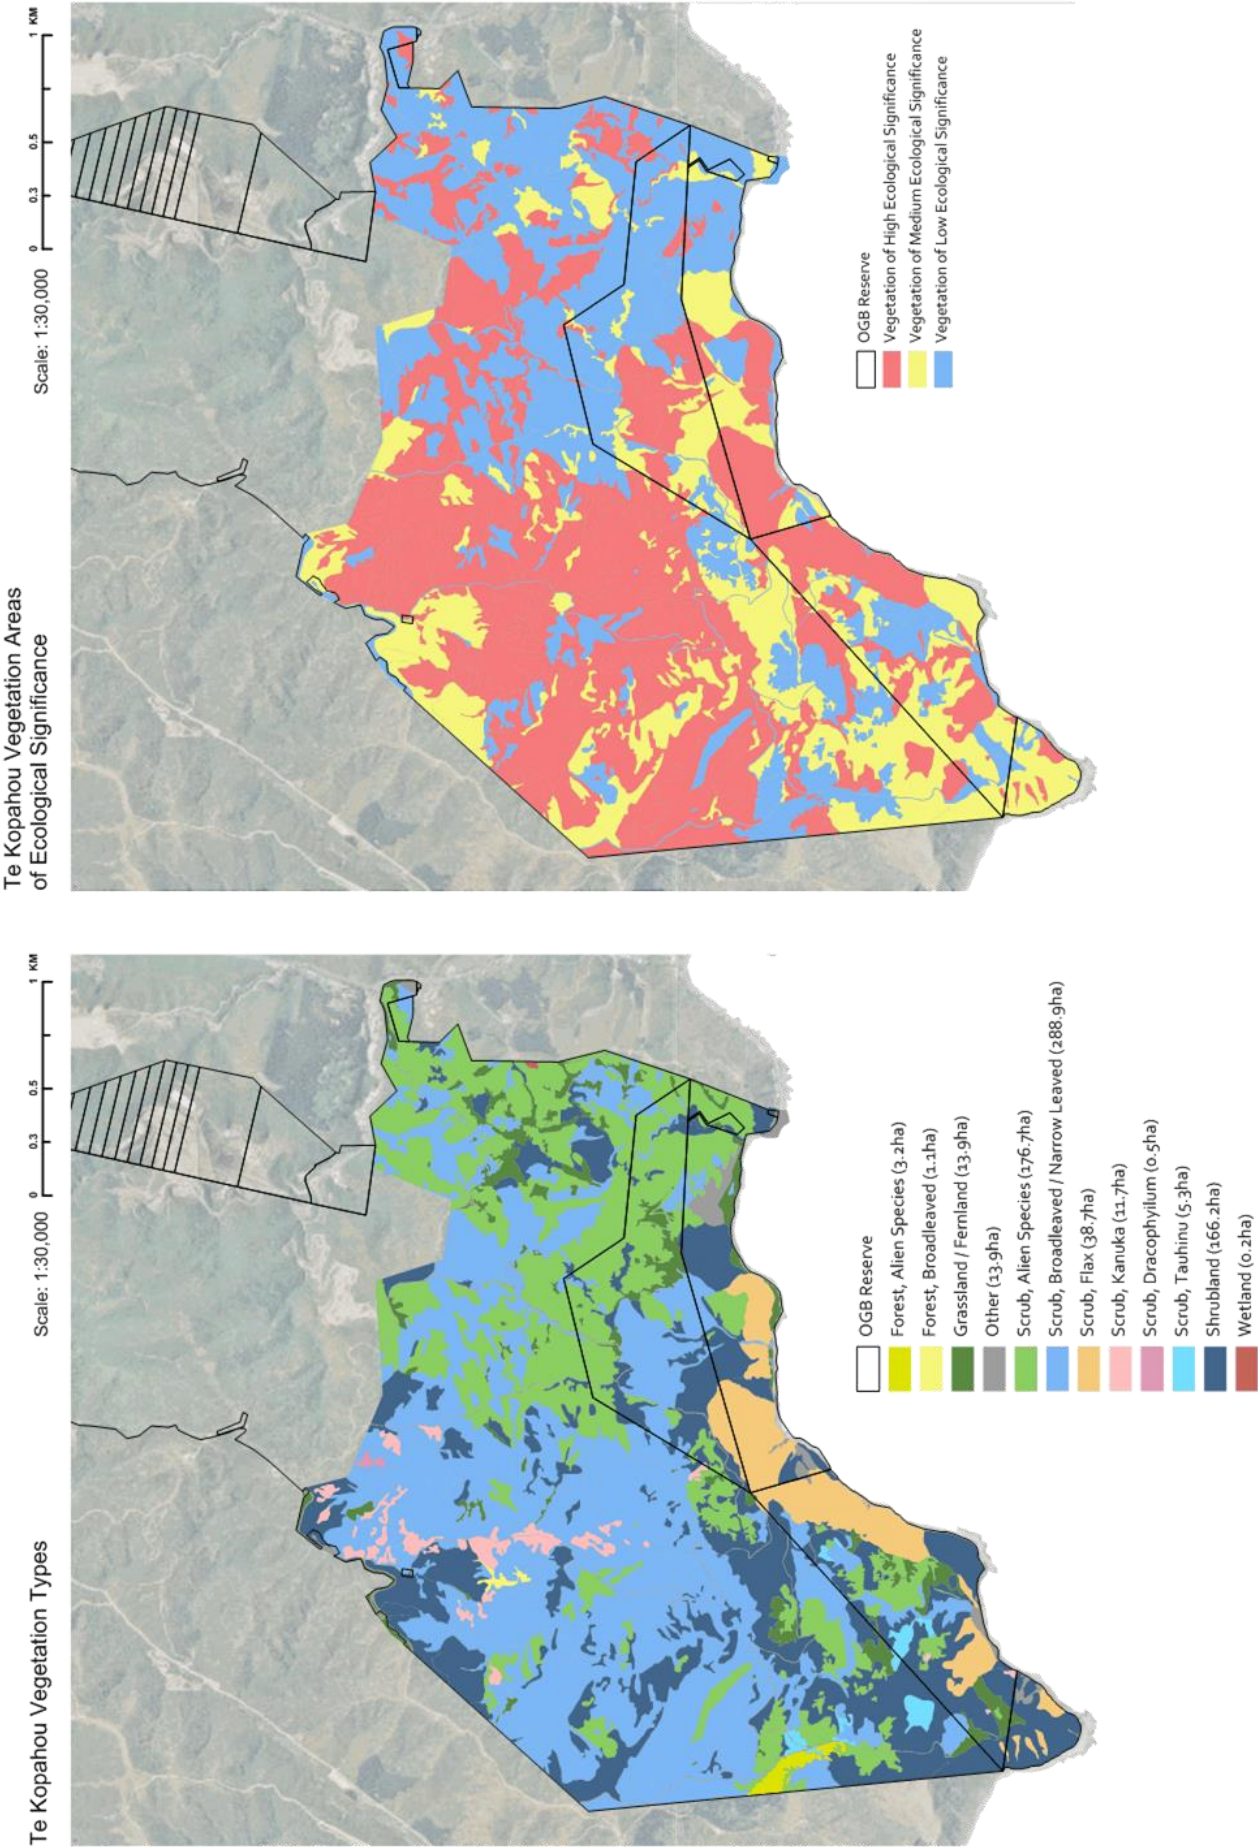 Te Kopahou Vegetation Types
Scale: 1:30,000
0 0.3 0.5 1 KM
OGB Reserve
Forest, Alien Species (3.2ha)
Forest, Broadleaved (1.1ha)
Grassland / Fernland (13.9ha)
Other (13.9ha)
Scrub, Alien Species (176.7ha)
Scrub, Broadleaved / Narrow Leaved (288.9ha)
Scrub, Flax (38.7ha)
Scrub, Kanuka (11.7ha)
Scrub, Dracophyllum (0.5ha)
Scrub, Tauhinu (5.3ha)
Shrubland (166.2ha)
Wetland (0.2ha)
Te Kopahou Vegetation Areas
of Ecological Significance
Scale: 1:30,000
0 0.3 0.5 1 KM
OGB Reserve
Vegetation of High Ecological Significance
Vegetation of Medium Ecological Significance
Vegetation of Low Ecological Significance